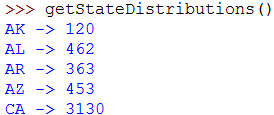 >>> getStateDistributions()
AK -> 120
AL -> 462
AR -> 363
AZ -> 453
CA -> 3130